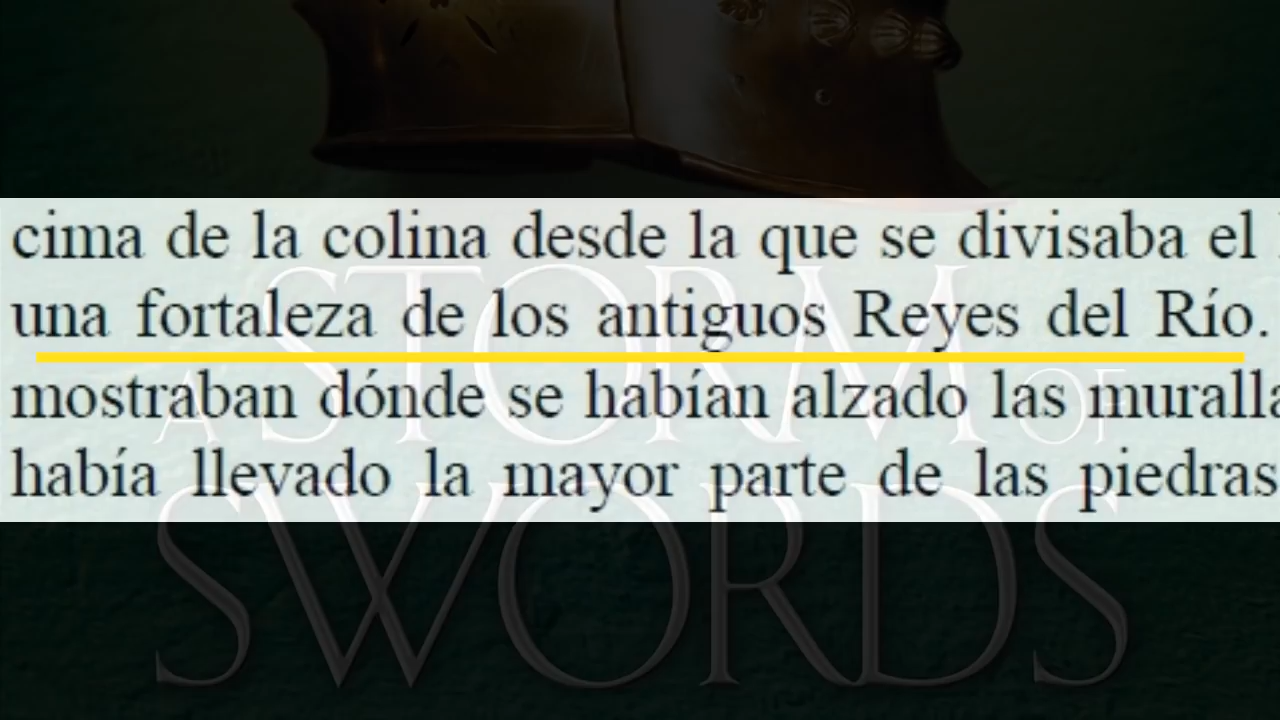 cima de la colina desde la que se divisaba el
una fortaleza de los antiguos Reyes del Río.
mostraban dónde se habían alzado las muralla
había llevado la mayor parte de las piedras
A STORM OF
SWORDS